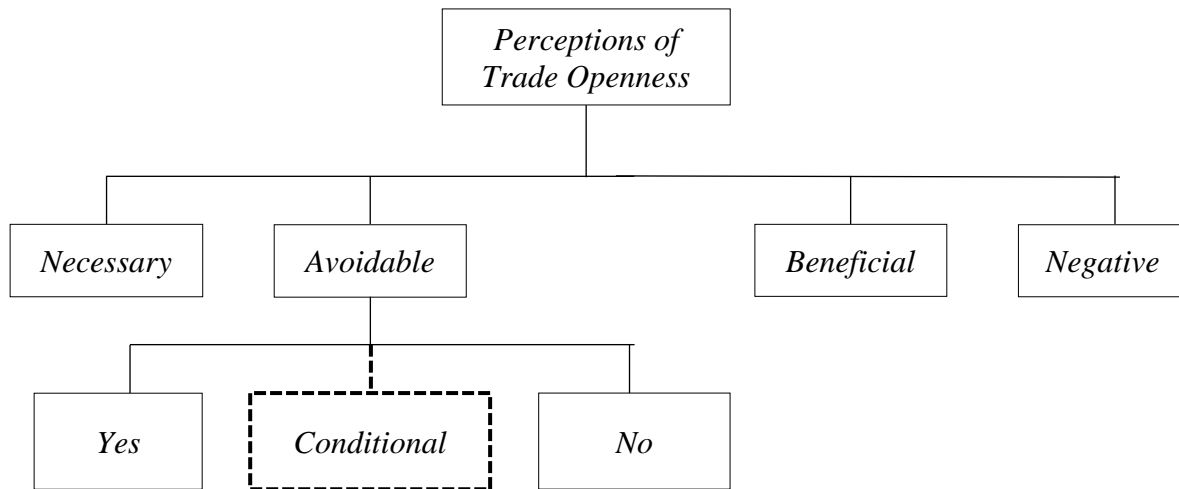 Perceptions of
Trade Openness
Necessary
Avoidable
Beneficial
Negative
Yes
Conditional
No